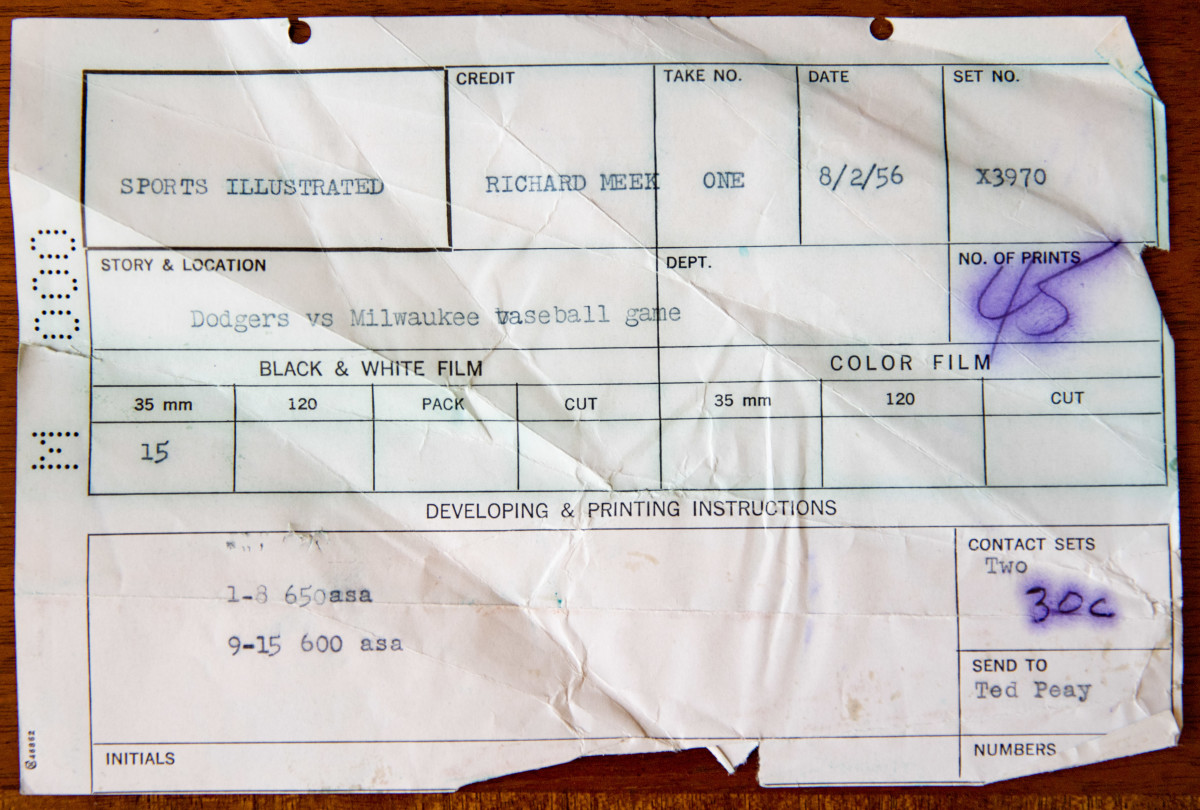 CREDIT TAKE NO. DATE SET NO.
SPORTS ILLUSTRATED RICHARD MEEK ONE 8/2/56 X3970
STORY & LOCATION DEPT. NO. OF PRINTS
45
Dodgers vs Milwaukee baseball game
BLACK & WHITE FILM COLOR FILM
35 mm 120 PACK CUT 35 mm 120 CUT
15
DEVELOPING & PRINTING INSTRUCTIONS
CONTACT SETS
Two
1-8 650asa 30c
9-15 600 asa
SEND TO
Ted Peay
INITIALS NUMBERS